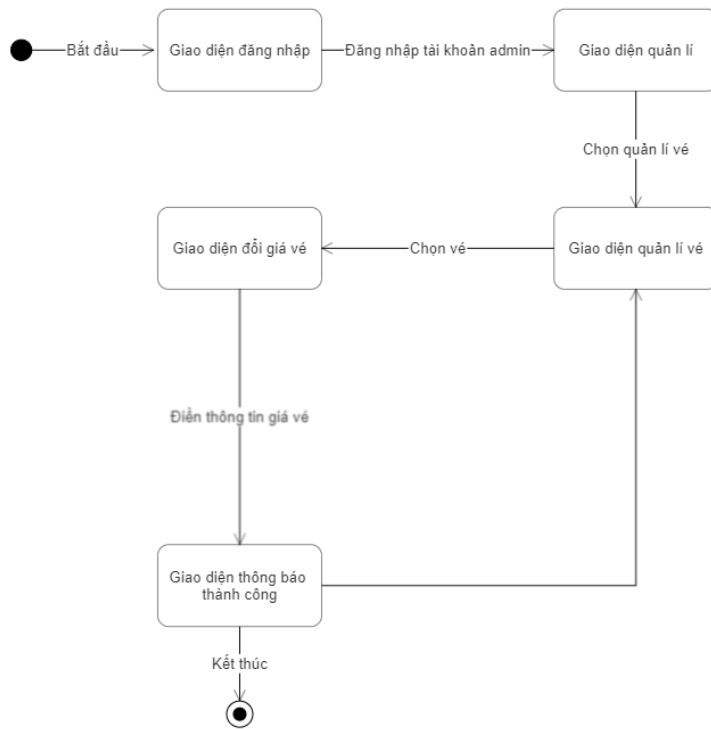 Bắt đầu
Giao diện đăng nhập
Đăng nhập tài khoản admin
Giao diện quản lí
Chọn quản lí vé
Giao diện đổi giá vé
Chọn vé
Giao diện quản lí vé
Điền thông tin giá vé
Giao diện thông báo
thành công
Kết thúc